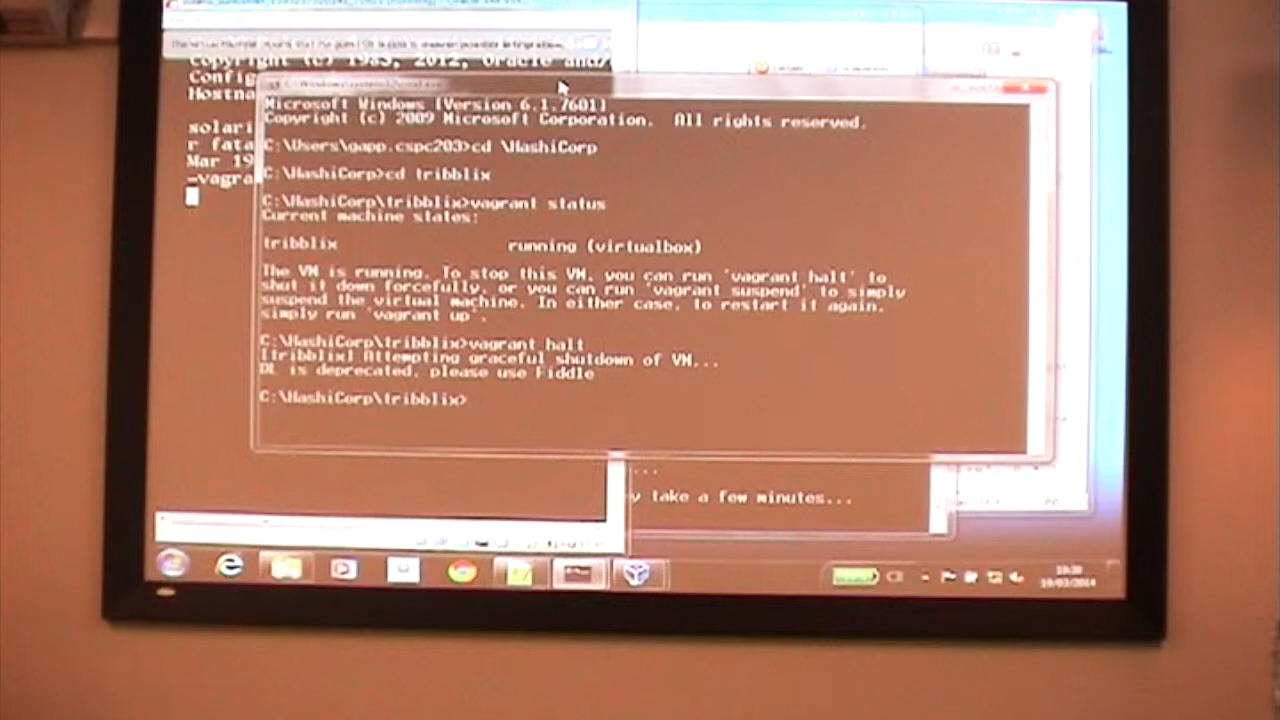 Copyright (c) 1983, 2012, Oracle and/
Config
Hostna
solari
r fata
Mar 19
-vagra
Microsoft Windows [Version 6.1.7601]
Copyright (c) 2009 Microsoft Corporation.  All rights reserved.
C:\Users\gapp.cspc203>cd \HashiCorp
C:\HashiCorp>cd tribblix
C:\HashiCorp\tribblix>vagrant status
Current machine states:
tribblix running (virtualbox)
The VM is running. To stop this VM, you can run `vagrant halt` to
shut it down forcefully, or you can run `vagrant suspend` to simply
suspend the virtual machine. In either case, to restart it again,
simply run `vagrant up`.
C:\HashiCorp\tribblix>vagrant halt
[tribblix] Attempting graceful shutdown of VM...
DL is deprecated, please use Fiddle
C:\HashiCorp\tribblix>
...
y take a few minutes...
19/03/2014